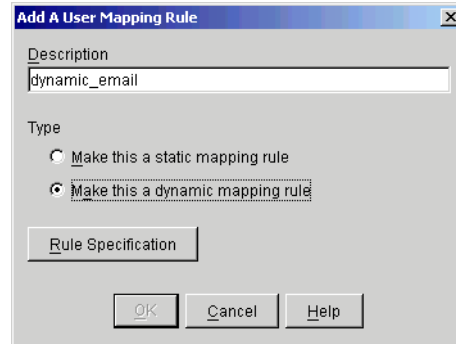 Add A User Mapping Rule
Description
dynamic_email
Type
Make this a static mapping rule
Make this a dynamic mapping rule
Rule Specification
OK Cancel Help